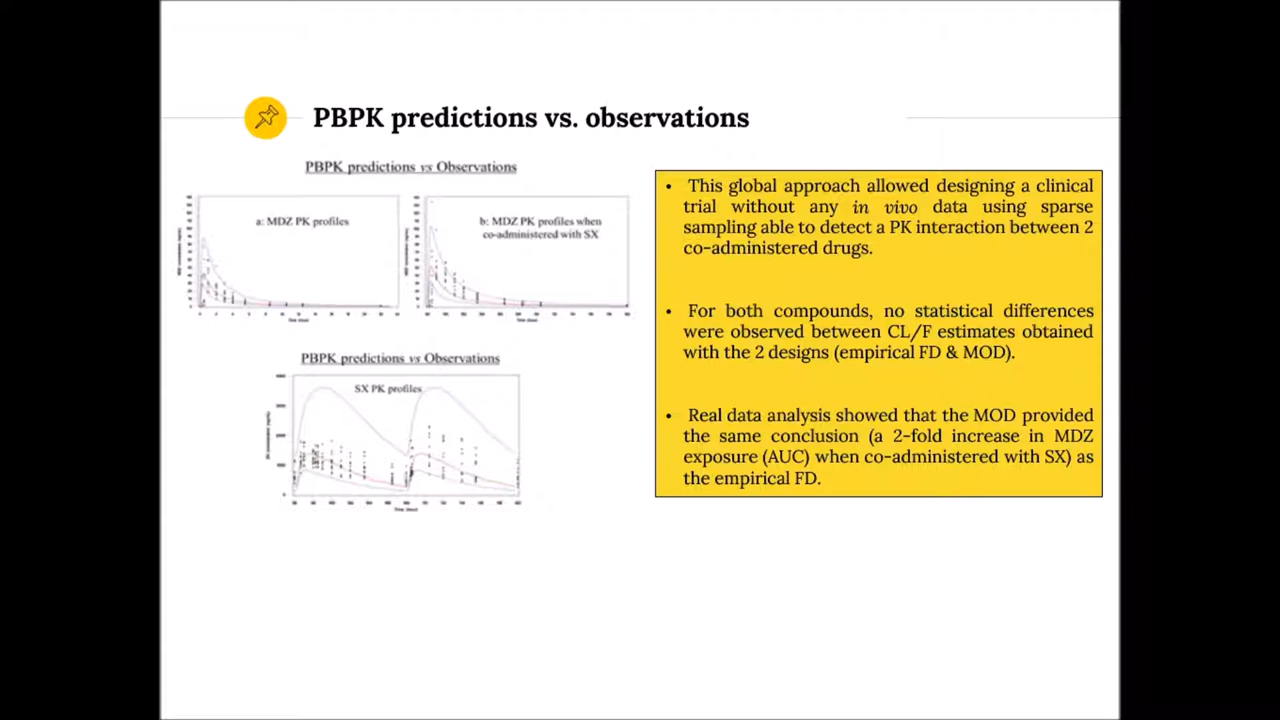 PBPK predictions vs. observations
PBPK predictions vs Observations
a: MDZ PK profiles
b: MDZ PK profiles when
co-administered with SX
PBPK predictions vs Observations
SX PK profiles
• This global approach allowed designing a clinical
trial without any in vivo data using sparse
sampling able to detect a PK interaction between 2
co-administered drugs.
• For both compounds, no statistical differences
were observed between CL/F estimates obtained
with the 2 designs (empirical FD & MOD).
• Real data analysis showed that the MOD provided
the same conclusion (a 2-fold increase in MDZ
exposure (AUC) when co-administered with SX) as
the empirical FD.